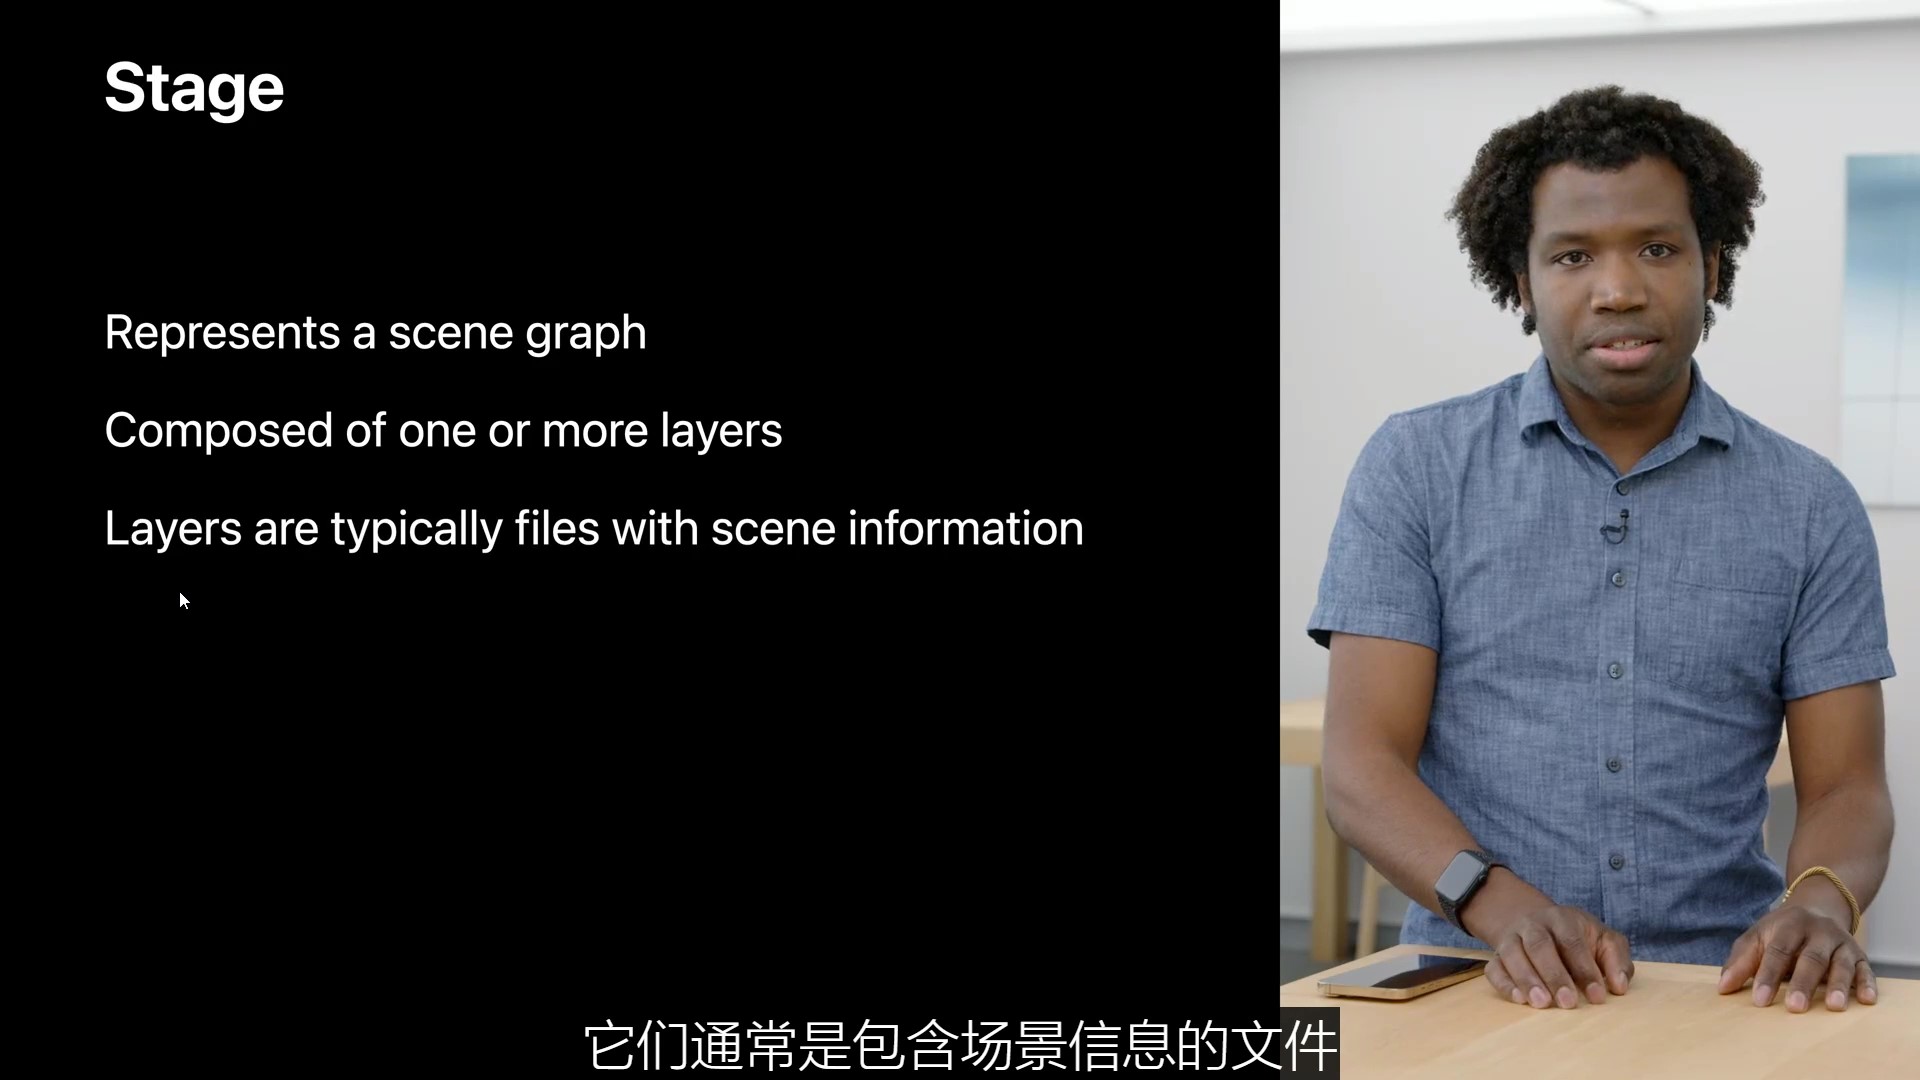 Stage
Represents a scene graph
Composed of one or more layers
Layers are typically files with scene information
它们通常是包含场景信息的文件